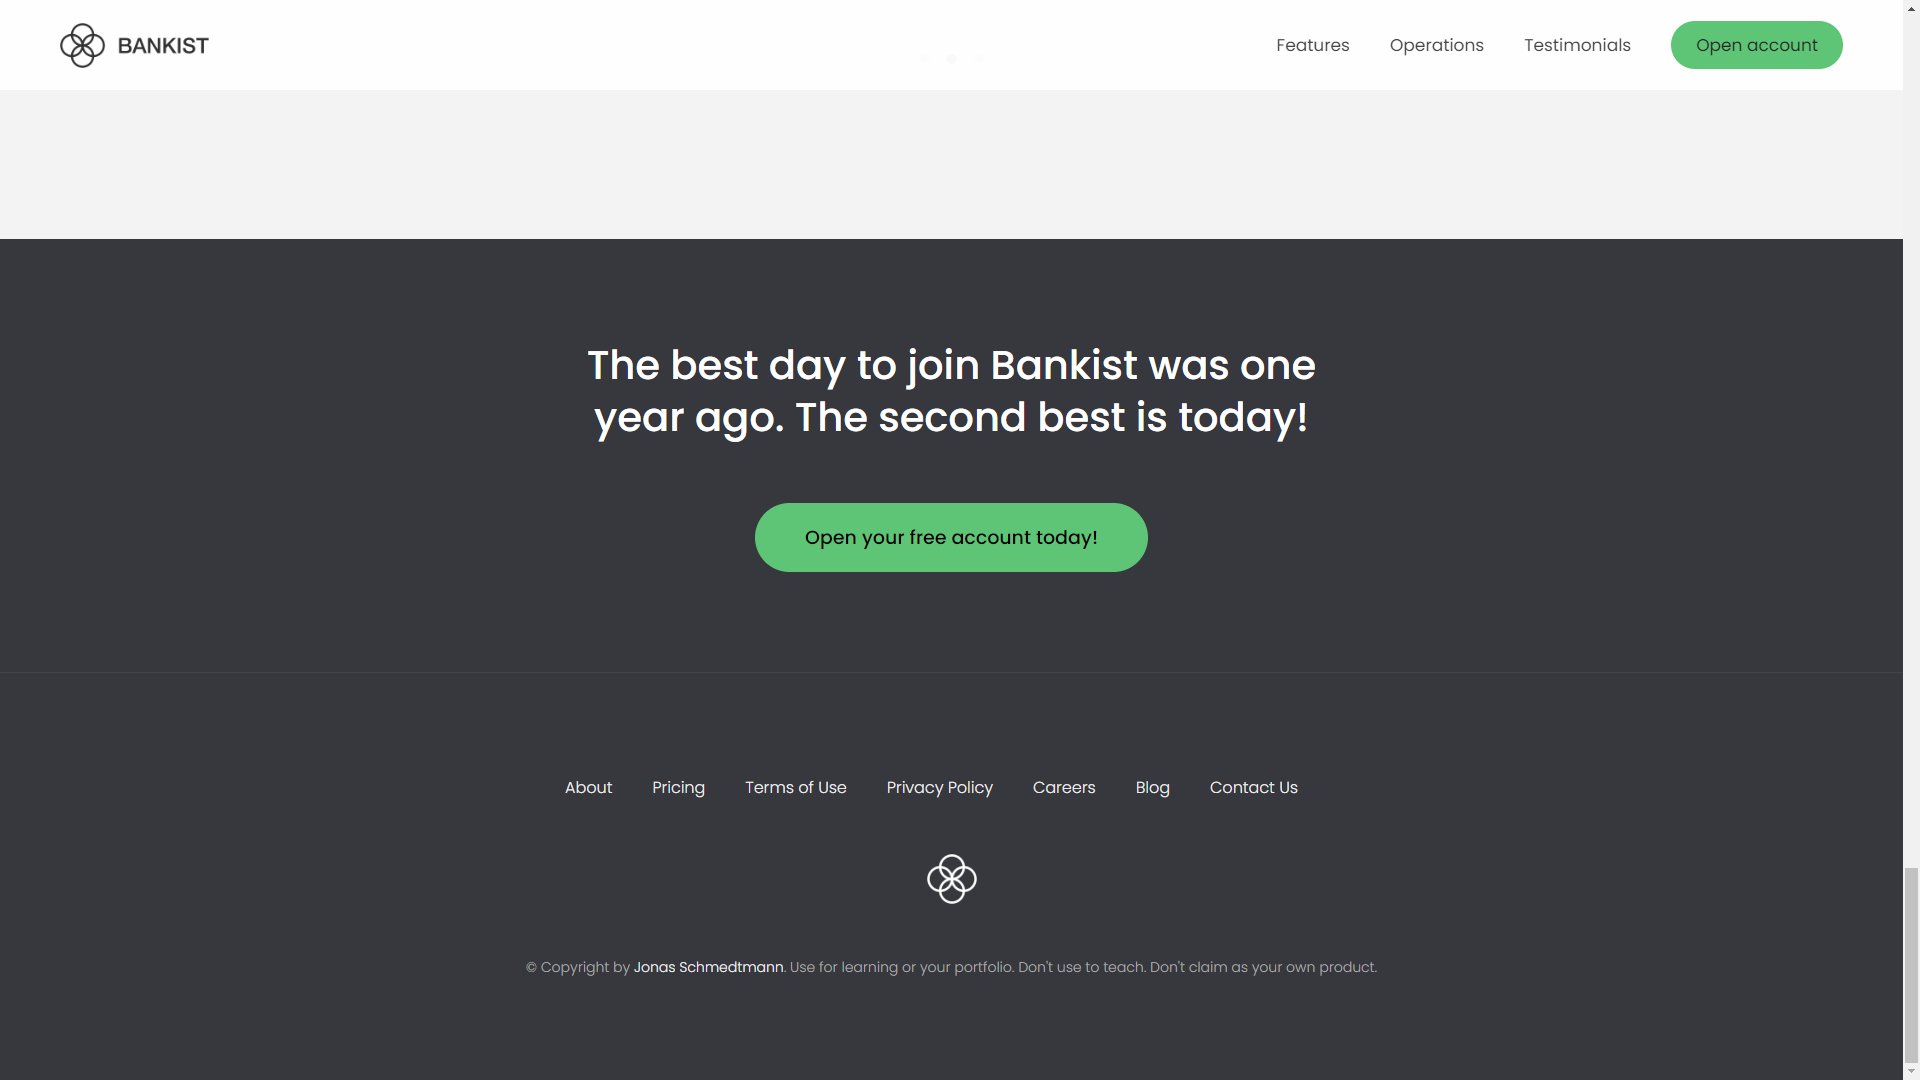 BANKIST
Features
Operations
Testimonials
Open account
The best day to join Bankist was one
year ago. The second best is today!
Open your free account today!
About
Pricing
Terms of Use
Privacy Policy
Careers
Blog
Contact Us
© Copyright by Jonas Schmedtmann. Use for learning or your portfolio. Don't use to teach. Don't claim as your own product.